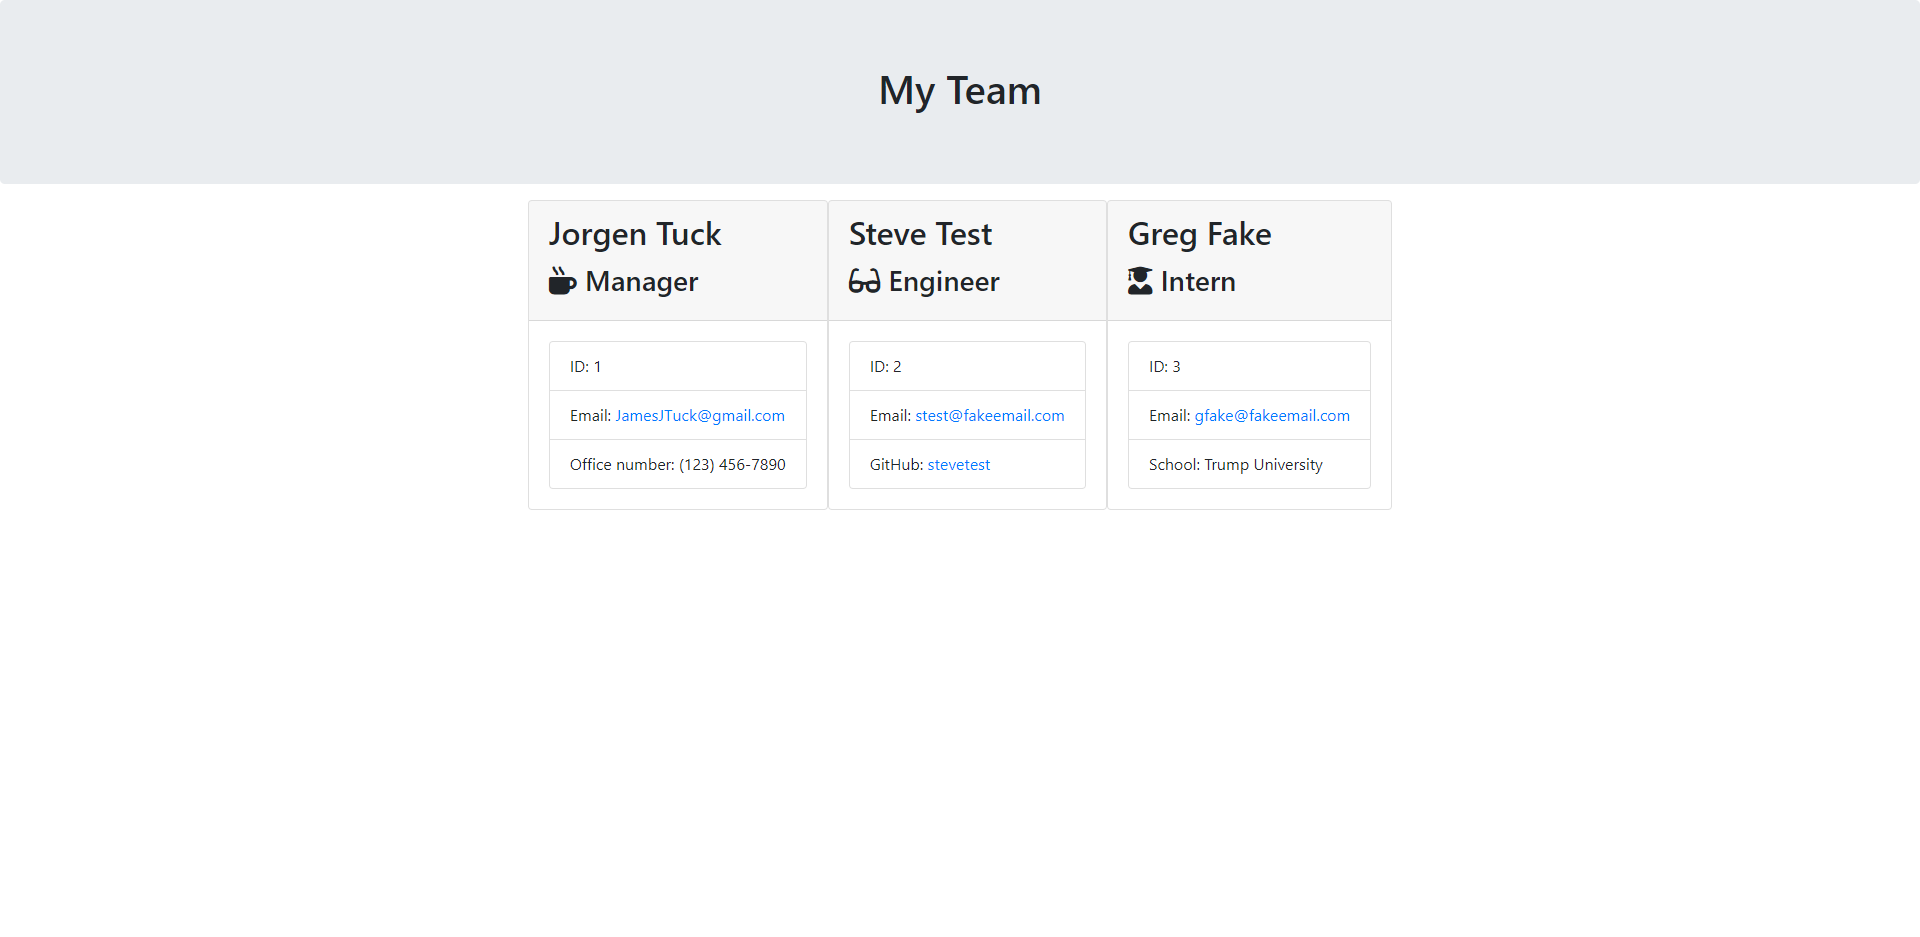 My Team
Jorgen Tuck
Manager
ID: 1
Email: JamesJTuck@gmail.com
Office number: (123) 456-7890
Steve Test
Engineer
ID: 2
Email: stest@fakeemail.com
GitHub: stevetest
Greg Fake
Intern
ID: 3
Email: gfake@fakeemail.com
School: Trump University